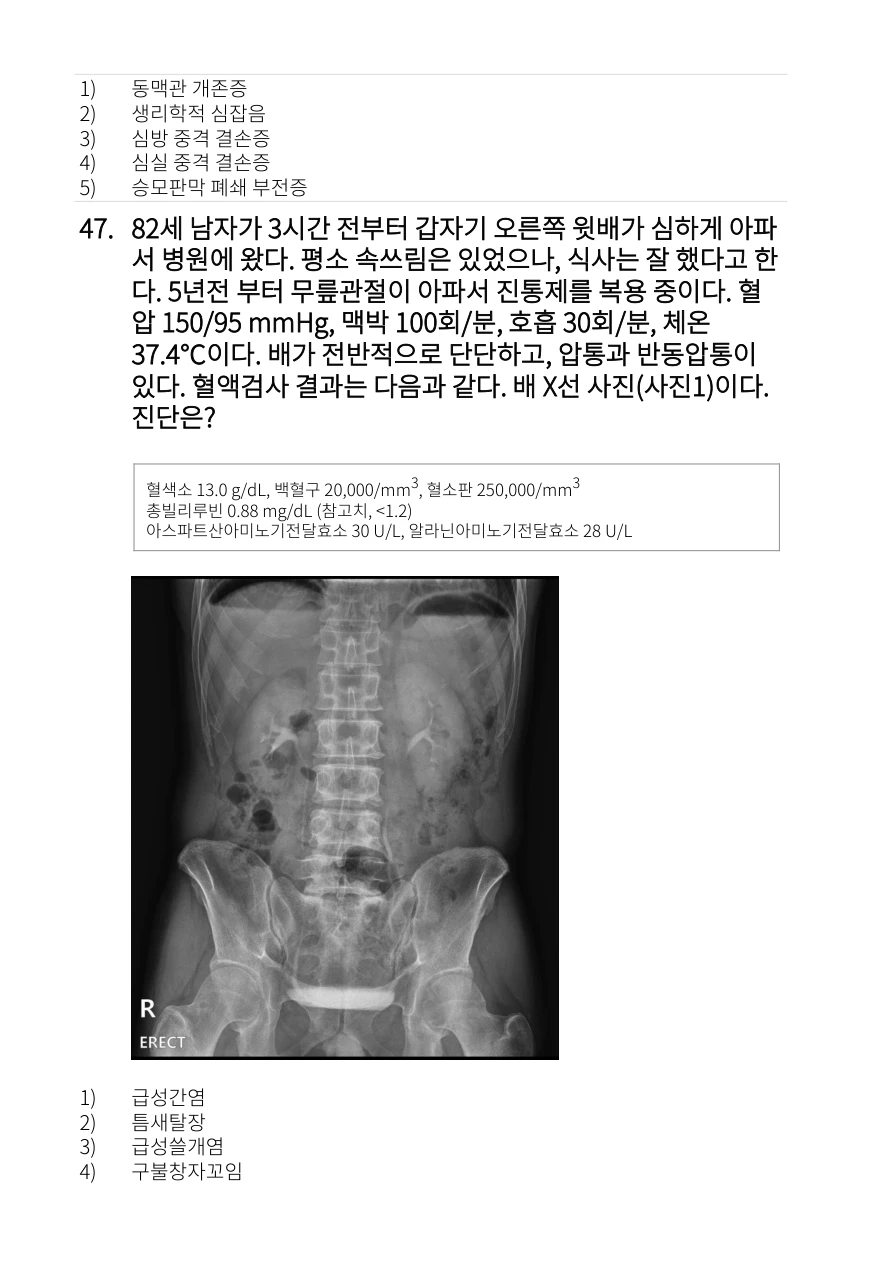 1) 동맥관 개존증
2) 생리학적 심잡음
3) 심방 중격 결손증
4) 심실 중격 결손증
5) 승모판막 폐쇄 부전증
47. 82세 남자가 3시간 전부터 갑자기 오른쪽 윗배가 심하게 아파
서 병원에 왔다. 평소 속쓰림은 있었으나, 식사는 잘 했다고 한
다. 5년전 부터 무릎관절이 아파서 진통제를 복용 중이다. 혈
압 150/95 mmHg, 맥박 100회/분, 호흡 30회/분, 체온
37.4℃이다. 배가 전반적으로 단단하고, 압통과 반동압통이
있다. 혈액검사 결과는 다음과 같다. 배 X선 사진(사진1)이다.
진단은?
혈색소 13.0 g/dL, 백혈구 20,000/mm³, 혈소판 250,000/mm³
총빌리루빈 0.88 mg/dL (참고치, <1.2)
아스파트산아미노기전달효소 30 U/L, 알라닌아미노기전달효소 28 U/L
R
ERECT
1) 급성간염
2) 틈새탈장
3) 급성쓸개염
4) 구불창자꼬임